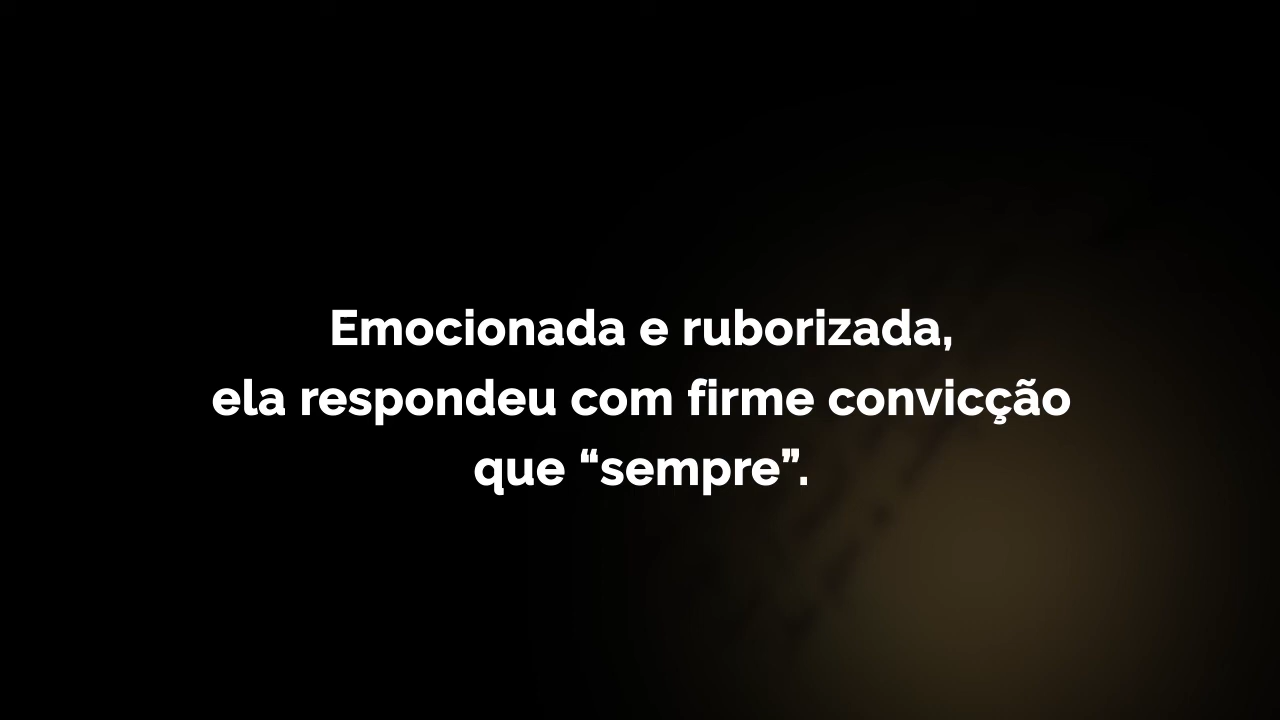 Emocionada e ruborizada,
ela respondeu com firme convicção
que “sempre”.